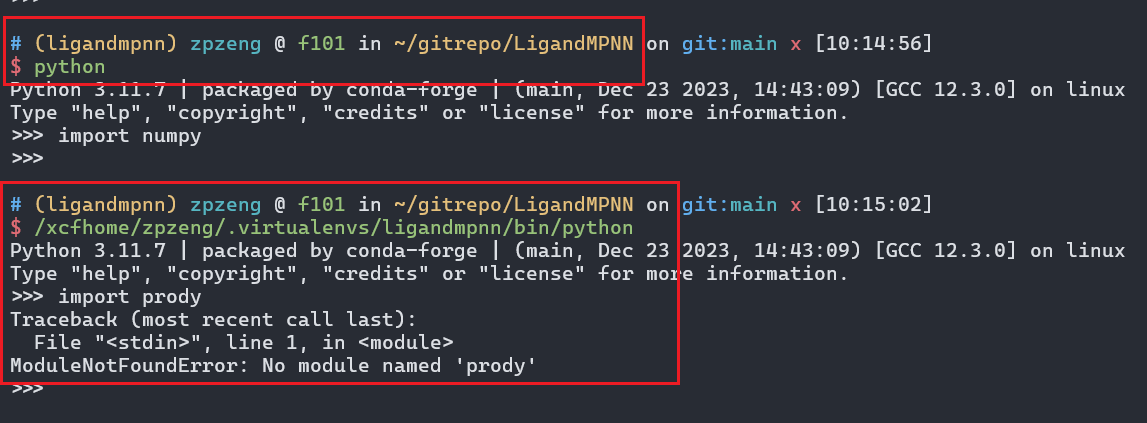 >>>
# (ligandmpnn) zpzeng @ f101 in ~/gitrepo/LigandMPNN on git:main x [10:14:56]
$ python
Python 3.11.7 | packaged by conda-forge | (main, Dec 23 2023, 14:43:09) [GCC 12.3.0] on linux
Type "help", "copyright", "credits" or "license" for more information.
>>> import numpy
>>>
# (ligandmpnn) zpzeng @ f101 in ~/gitrepo/LigandMPNN on git:main x [10:15:02]
$ /xcfhome/zpzeng/.virtualenvs/ligandmpnn/bin/python
Python 3.11.7 | packaged by conda-forge | (main, Dec 23 2023, 14:43:09) [GCC 12.3.0] on linux
Type "help", "copyright", "credits" or "license" for more information.
>>> import prody
Traceback (most recent call last):
  File "<stdin>", line 1, in <module>
ModuleNotFoundError: No module named 'prody'
>>>